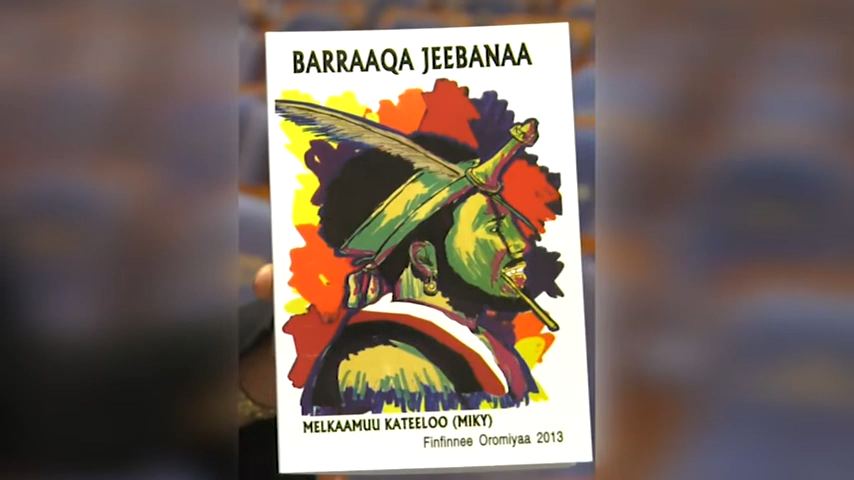 BARRAAQA JEEBANAA
MELKAAMUU KATEELOO (MIKY)
Finfinnee Oromiyaa 2013